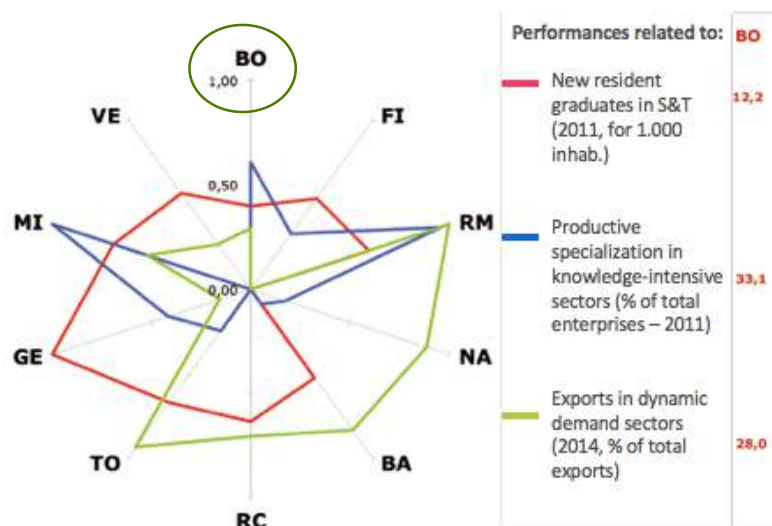 BO
1,00
VE
FI
0,50
MI
RM
0,00
GE
NA
TO
BA
RC
Performances related to:
BO
New resident
graduates in S&T
(2011, for 1.000
inhab.)
12,2
Productive
specialization in
knowledge-intensive
sectors (% of total
enterprises – 2011)
33,1
Exports in dynamic
demand sectors
(2014, % of total
exports)
28,0